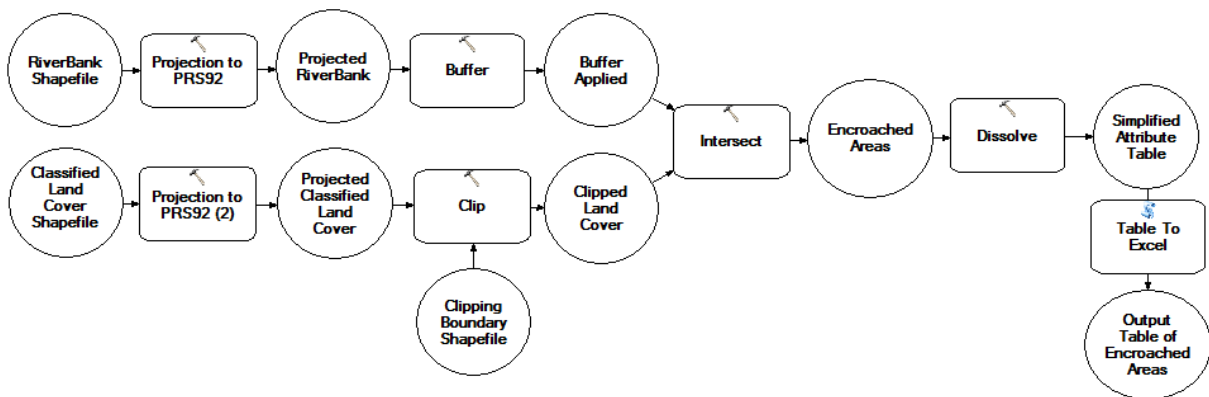 RiverBank
Shapefile
Projection to
PRS92
Projected
RiverBank
Buffer
Buffer
Applied
Intersect
Encroached
Areas
Dissolve
Simplified
Attribute
Table
Classified
Land
Cover
Shapefile
Projection to
PRS92 (2)
Projected
Classified
Land
Cover
Clip
Clipped
Land
Cover
Table To
Excel
Clipping
Boundary
Shapefile
Output
Table of
Encroached
Areas